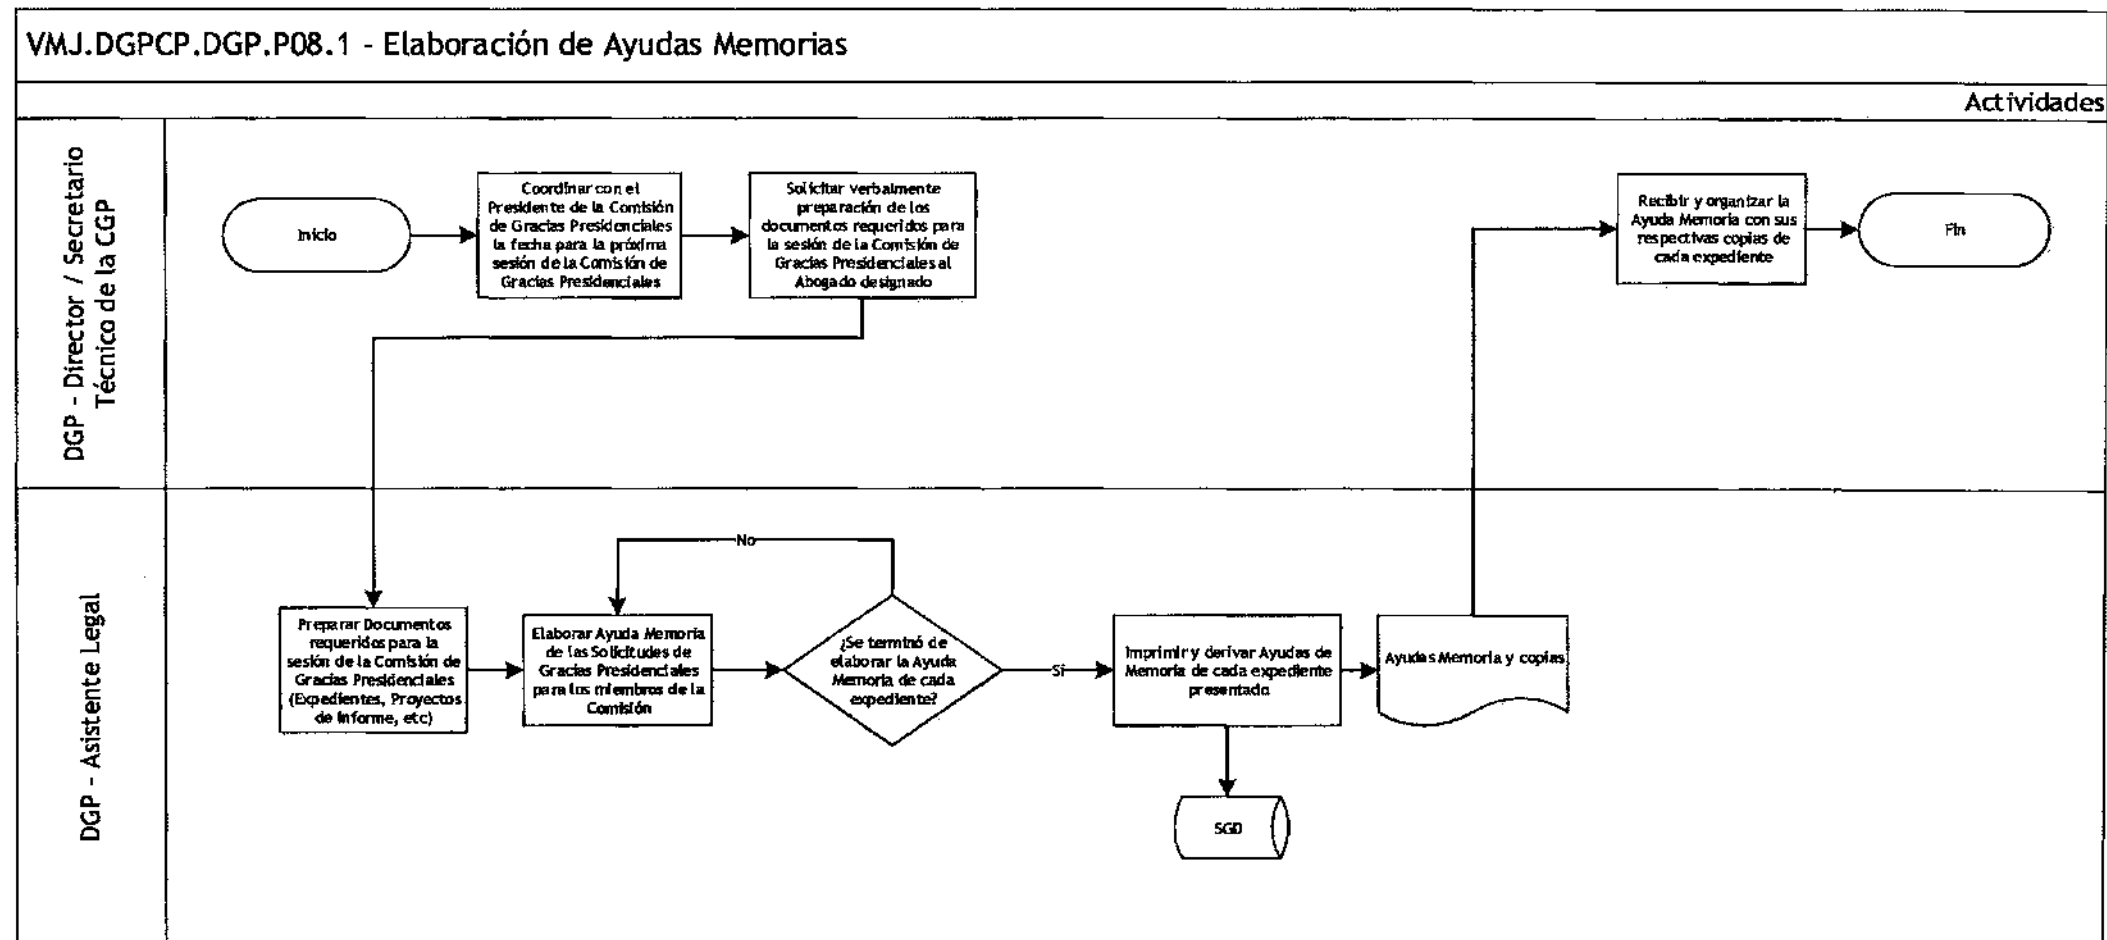 VMJ.DGPCP.DGP.P08.1 - Elaboración de Ayudas Memorias
Actividades
DGP - Director / Secretario
Técnico de la CGP
Inicio
Coordinar con el
Presidente de la Comisión
de Gracias Presidenciales
la fecha para la próxima
sesión de la Comisión de
Gracias Presidenciales
Solicitar verbalmente
preparación de los
documentos requeridos para
la sesión de la Comisión de
Gracias Presidenciales al
Abogado designado
Recibir y organizar la
Ayuda Memoria con sus
respectivas copias de
cada expediente
Fin
DGP - Asistente Legal
Preparar Documentos
requeridos para la
sesión de la Comisión de
Gracias Presidenciales
(Expedientes, Proyectos
de Informe, etc)
Elaborar Ayuda Memoria
de las Solicitudes de
Gracias Presidenciales
para los miembros de la
Comisión
No
¿Se terminó de
elaborar la Ayuda
Memoria de cada
expediente?
Sí
Imprimir y derivar Ayudas de
Memoria de cada expediente
presentado
Ayudas Memoria y copias
SGD